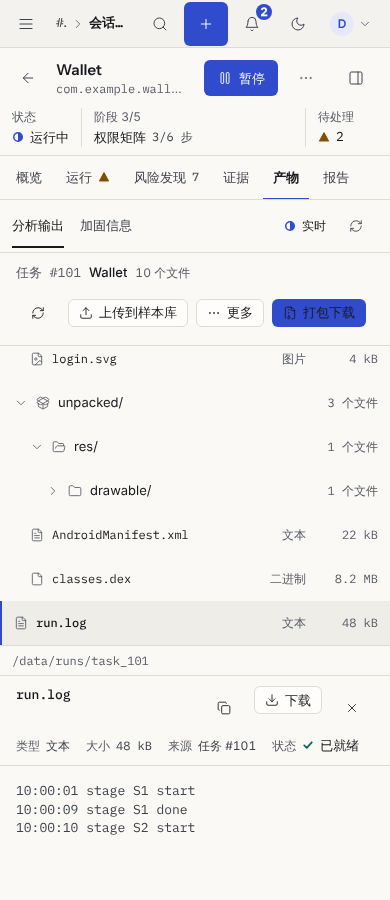 #. 会话... 2 D
Wallet
com.example.wall... 暂停
状态 阶段 3/5 待处理
运行中 权限矩阵 3/6 步 2
概览 运行 风险发现 7 证据 产物 报告
分析输出 加固信息 实时
任务 #101 Wallet 10 个文件
上传到样本库 更多 打包下载
login.svg 图片 4 kB
unpacked/ 3 个文件
res/ 1 个文件
drawable/ 1 个文件
AndroidManifest.xml 文本 22 kB
classes.dex 二进制 8.2 MB
run.log 文本 48 kB
/data/runs/task_101
run.log 下载
类型 文本 大小 48 kB 来源 任务 #101 状态 已就绪
10:00:01 stage S1 start
10:00:09 stage S1 done
10:00:10 stage S2 start